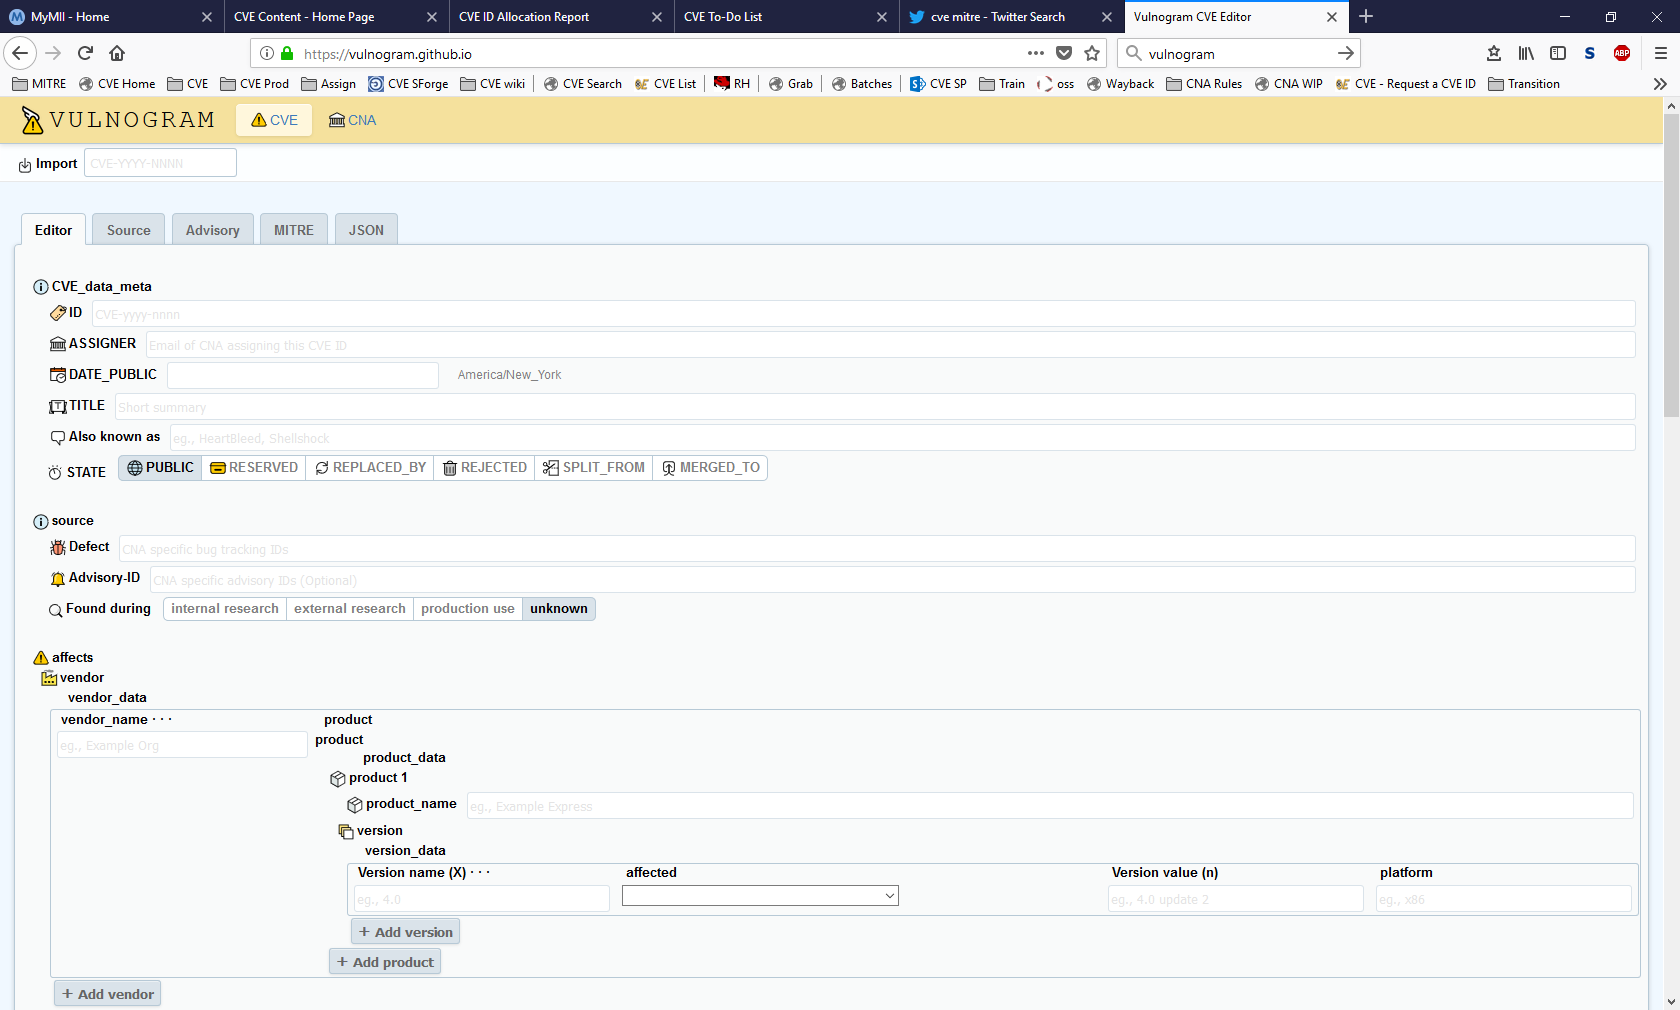 MyMII - Home
CVE Content - Home Page
CVE ID Allocation Report
CVE To-Do List
cve mitre - Twitter Search
Vulnogram CVE Editor
https://vulnogram.github.io
vulnogram
S
ABP
MITRE
CVE Home
CVE
CVE Prod
Assign
CVE SForge
CVE wiki
CVE Search
CVE List
RH
Grab
Batches
CVE SP
Train
oss
Wayback
CNA Rules
CNA WIP
CVE - Request a CVE ID
Transition
VULNOGRAM
CVE
CNA
Import
CVE-YYYY-NNNN
Editor
Source
Advisory
MITRE
JSON
CVE_data_meta
ID
CVE-yyyy-nnnn
ASSIGNER
Email of CNA assigning this CVE ID
DATE_PUBLIC
America/New_York
TITLE
Short summary
Also known as
eg., HeartBleed, Shellshock
STATE
PUBLIC
RESERVED
REPLACED_BY
REJECTED
SPLIT_FROM
MERGED_TO
source
Defect
CNA specific bug tracking IDs
Advisory-ID
CNA specific advisory IDs (Optional)
Found during
internal research
external research
production use
unknown
affects
vendor
vendor_data
vendor_name · · ·
product
eg., Example Org
product
product_data
product 1
product_name
eg., Example Express
version
version_data
Version name (X) · · ·
affected
Version value (n)
platform
eg., 4.0
eg., 4.0 update 2
eg., x86
+ Add version
+ Add product
+ Add vendor